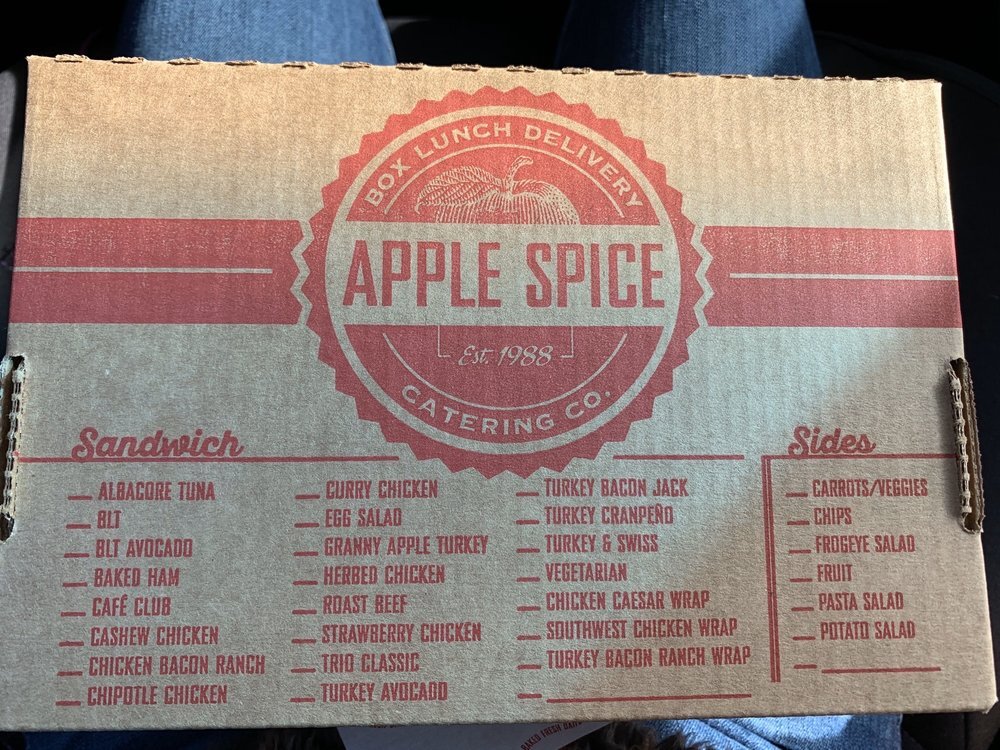 BOX LUNCH DELIVERY
APPLE SPICE
Est. 1988
CATERING CO.
Sandwich
ALBACORE TUNA
BLT
BLT AVOCADO
BAKED HAM
CAFÉ CLUB
CASHEW CHICKEN
CHICKEN BACON RANCH
CHIPOTLE CHICKEN
CURRY CHICKEN
EGG SALAD
GRANNY APPLE TURKEY
HERBED CHICKEN
ROAST BEEF
STRAWBERRY CHICKEN
TRIO CLASSIC
TURKEY AVOCADO
TURKEY BACON JACK
TURKEY CRANPEÑO
TURKEY & SWISS
VEGETARIAN
CHICKEN CAESAR WRAP
SOUTHWEST CHICKEN WRAP
TURKEY BACON RANCH WRAP
Sides
CARROTS/VEGGIES
CHIPS
FROGEYE SALAD
FRUIT
PASTA SALAD
POTATO SALAD
BAKED FRESH